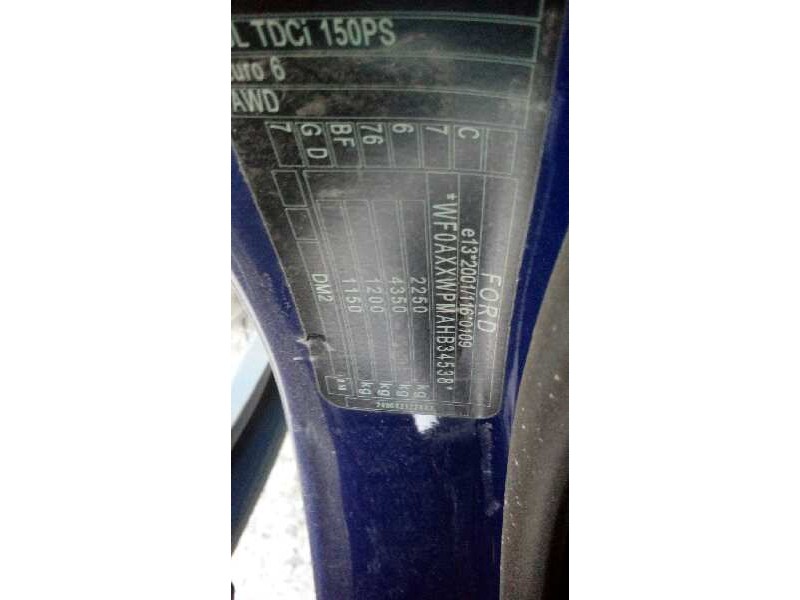 0L TDCi 150PS
uro 6
AWD
FORD
e13*2001/116*0109
*WF0AXXWPMAHB34538*
2250 kg
4350 kg
1200 kg
1150 kg
DM2
C
7
6
76
BF
G D
7